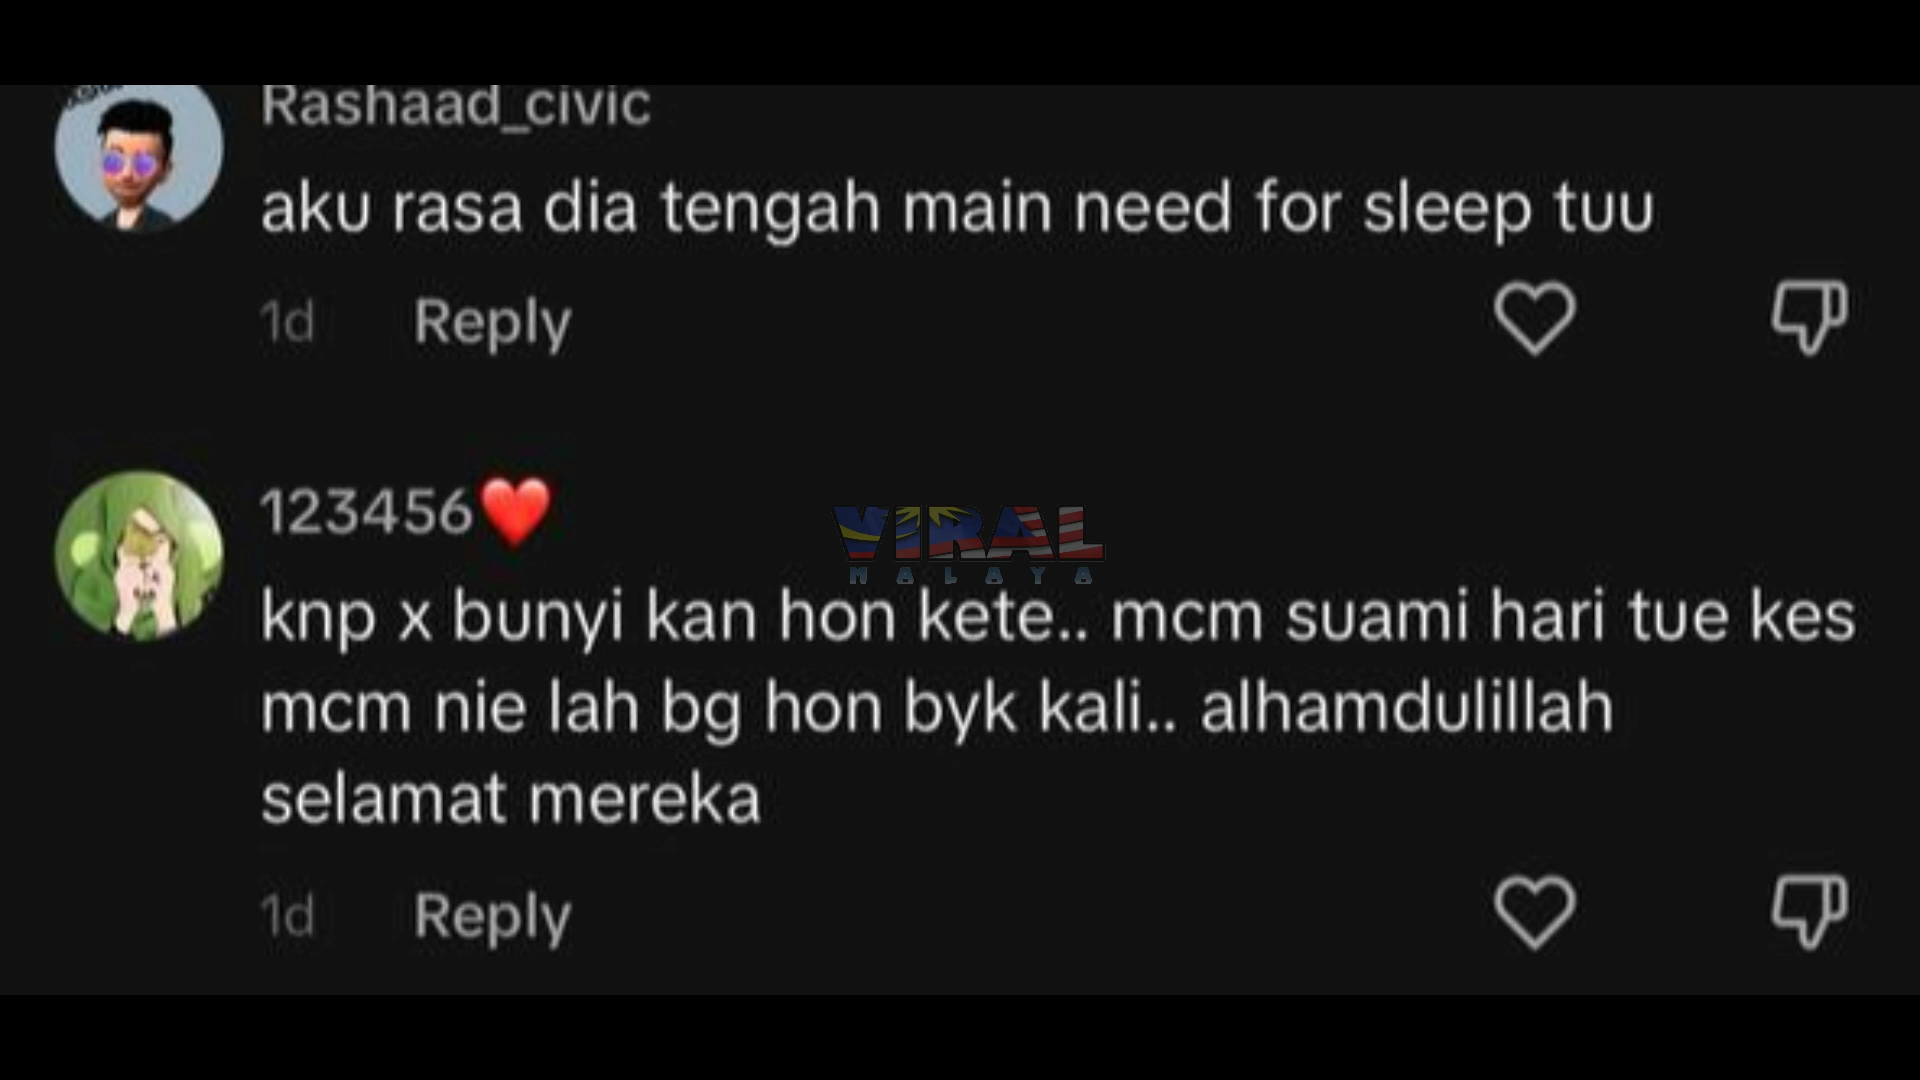 Rashaad_civic
aku rasa dia tengah main need for sleep tuu
1d Reply
123456❤️
VIRAL
MALAYA
knp x bunyi kan hon kete.. mcm suami hari tue kes
mcm nie lah bg hon byk kali.. alhamdulillah
selamat mereka
1d Reply